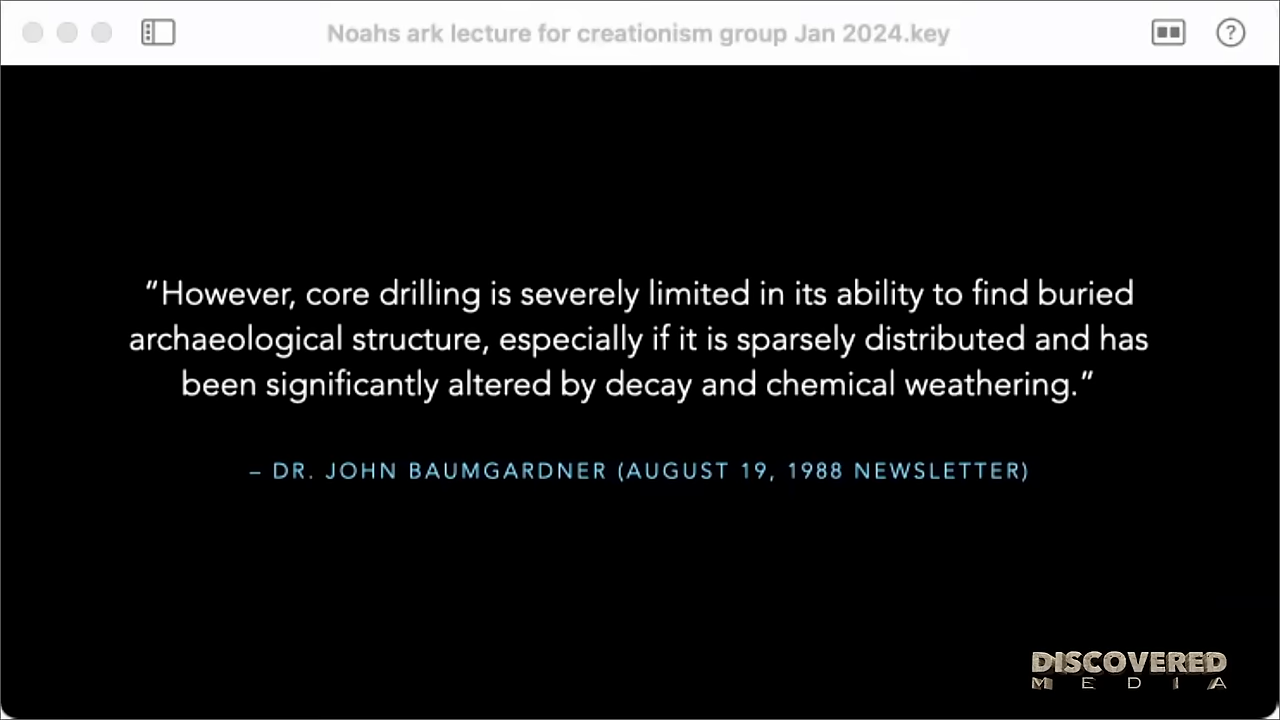 Noahs ark lecture for creationism group Jan 2024.key
?
“However, core drilling is severely limited in its ability to find buried
archaeological structure, especially if it is sparsely distributed and has
been significantly altered by decay and chemical weathering.”
– DR. JOHN BAUMGARDNER (AUGUST 19, 1988 NEWSLETTER)
DISCOVERED
MEDIA